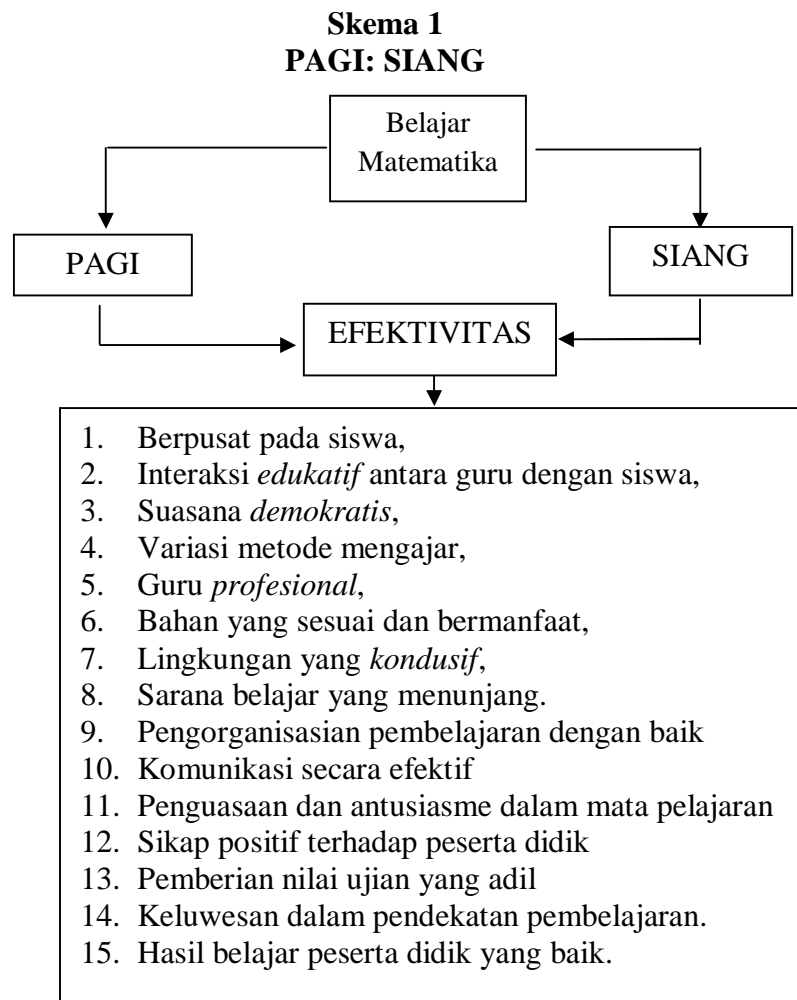 Skema 1
PAGI: SIANG
Belajar
Matematika
PAGI
SIANG
EFEKTIVITAS
1. Berpusat pada siswa,
2. Interaksi edukatif antara guru dengan siswa,
3. Suasana demokratis,
4. Variasi metode mengajar,
5. Guru profesional,
6. Bahan yang sesuai dan bermanfaat,
7. Lingkungan yang kondusif,
8. Sarana belajar yang menunjang.
9. Pengorganisasian pembelajaran dengan baik
10. Komunikasi secara efektif
11. Penguasaan dan antusiasme dalam mata pelajaran
12. Sikap positif terhadap peserta didik
13. Pemberian nilai ujian yang adil
14. Keluwesan dalam pendekatan pembelajaran.
15. Hasil belajar peserta didik yang baik.